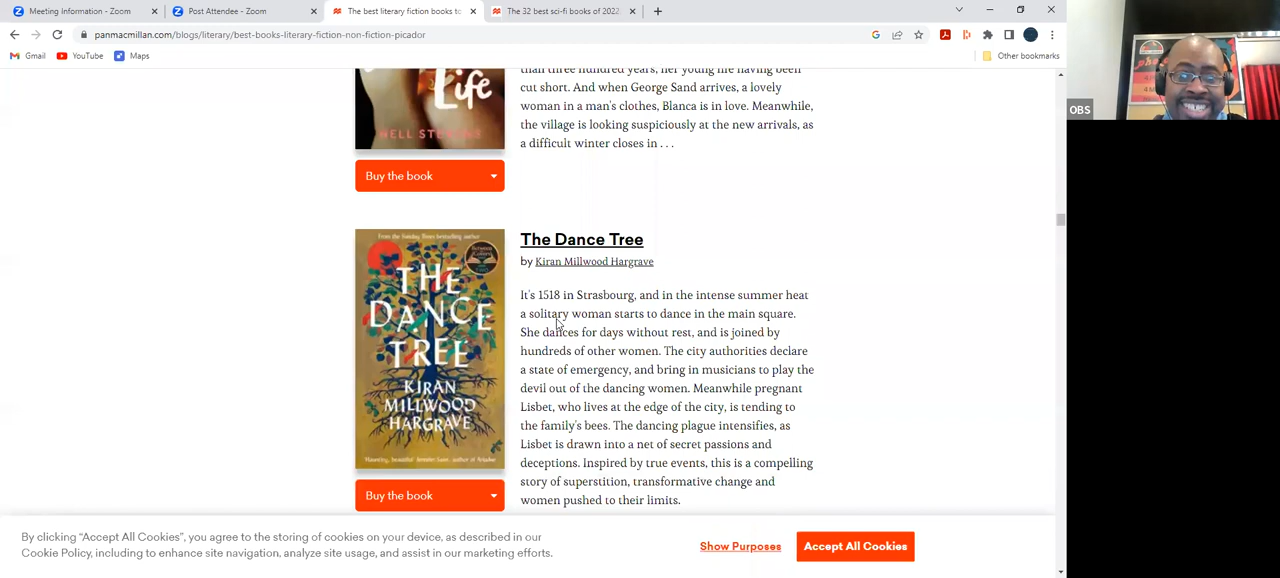 Meeting Information - Zoom
Post Attendee - Zoom
The best literary fiction books to
The 32 best sci-fi books of 2022
panmacmillan.com/blogs/literary/best-books-literary-fiction-non-fiction-picador
Gmail
YouTube
Maps
Other bookmarks
OBS
Life
NELL STEVENS
than three hundred years, her young life having been
cut short. And when George Sand arrives, a lovely
woman in a man's clothes, Blanca is in love. Meanwhile,
the village is looking suspiciously at the new arrivals, as
a difficult winter closes in . . .
Buy the book
From the Sunday Times bestselling author
THE
DANCE
TREE
KIRAN
MILLWOOD
HARGRAVE
The Dance Tree
by Kiran Millwood Hargrave
It's 1518 in Strasbourg, and in the intense summer heat
a solitary woman starts to dance in the main square.
She dances for days without rest, and is joined by
hundreds of other women. The city authorities declare
a state of emergency, and bring in musicians to play the
devil out of the dancing women. Meanwhile pregnant
Lisbet, who lives at the edge of the city, is tending to
the family's bees. The dancing plague intensifies, as
Lisbet is drawn into a net of secret passions and
deceptions. Inspired by true events, this is a compelling
story of superstition, transformative change and
women pushed to their limits.
Buy the book
By clicking “Accept All Cookies”, you agree to the storing of cookies on your device, as described in our
Cookie Policy, including to enhance site navigation, analyze site usage, and assist in our marketing efforts.
Show Purposes
Accept All Cookies